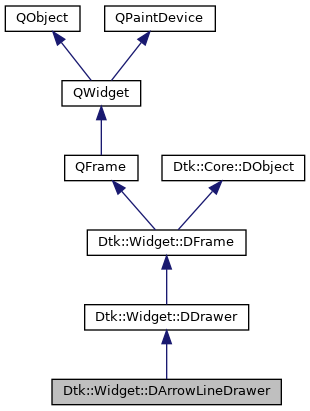 QObject
QPaintDevice
QWidget
QFrame
Dtk::Core::DObject
Dtk::Widget::DFrame
Dtk::Widget::DDrawer
Dtk::Widget::DArrowLineDrawer